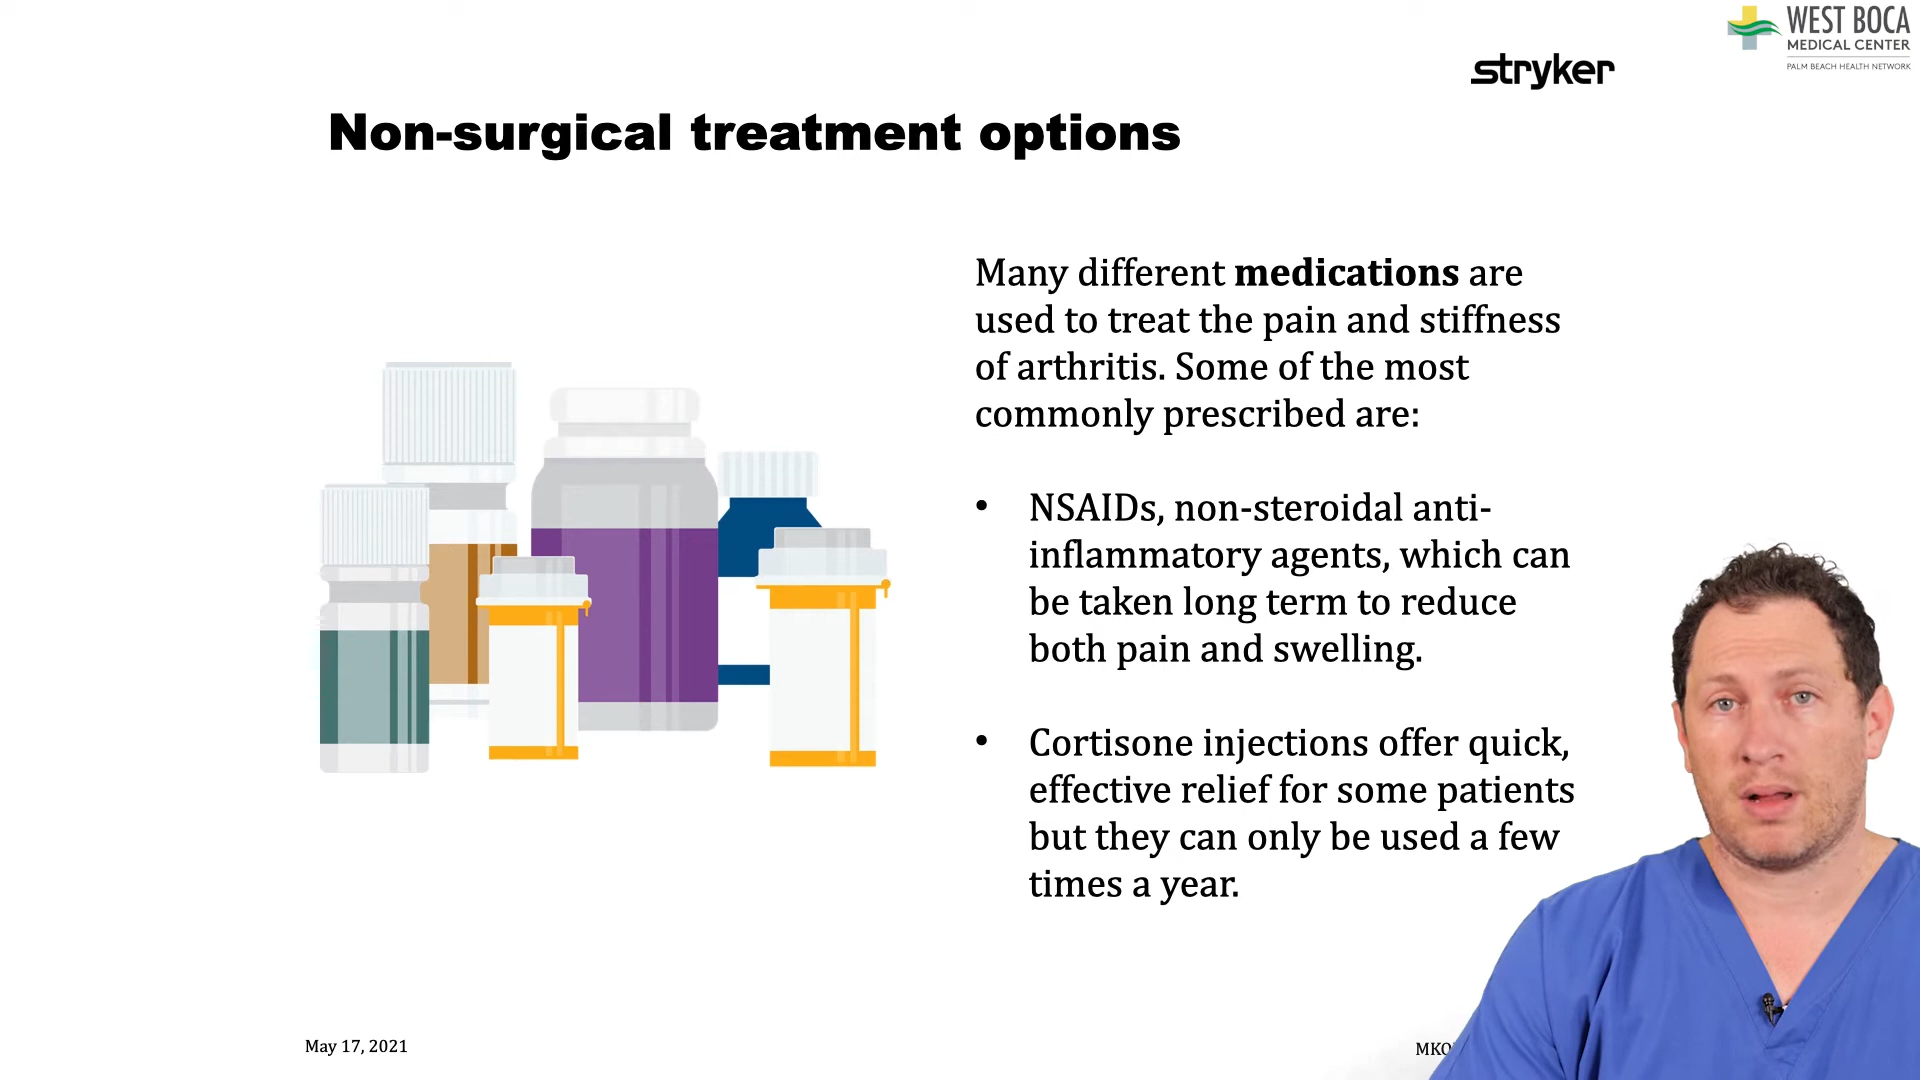 WEST BOCA
MEDICAL CENTER
PALM BEACH HEALTH NETWORK
stryker
Non-surgical treatment options
Many different medications are
used to treat the pain and stiffness
of arthritis. Some of the most
commonly prescribed are:
• NSAIDs, non-steroidal anti-
inflammatory agents, which can
be taken long term to reduce
both pain and swelling.
• Cortisone injections offer quick,
effective relief for some patients
but they can only be used a few
times a year.
May 17, 2021